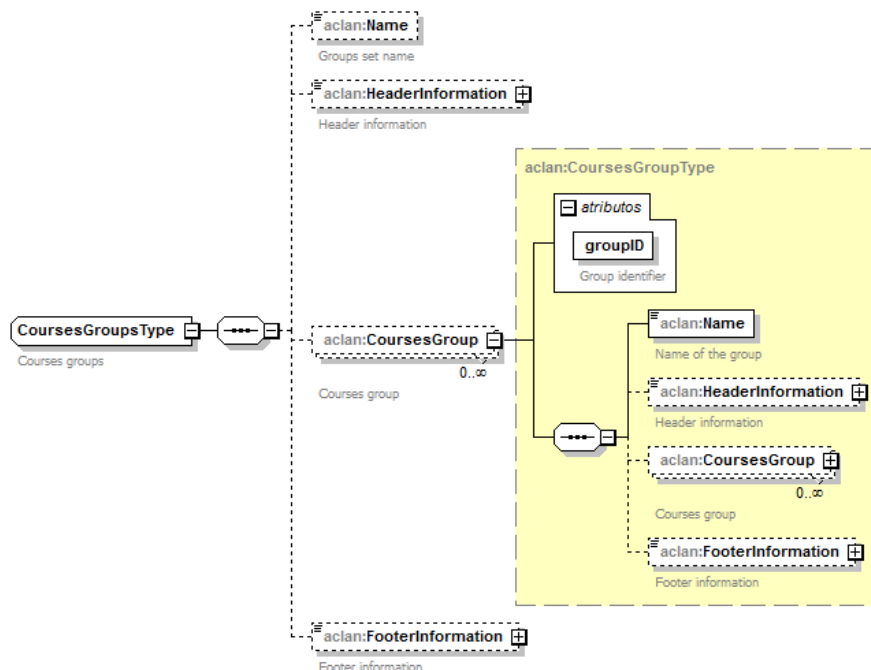 aclan:Name
Groups set name
aclan:HeaderInformation
Header information
aclan:CoursesGroupType
atributos
groupID
Group identifier
CoursesGroupsType
Courses groups
aclan:CoursesGroup
0..∞
Courses group
aclan:Name
Name of the group
aclan:HeaderInformation
Header information
aclan:CoursesGroup
0..∞
Courses group
aclan:FooterInformation
Footer information
aclan:FooterInformation
Footer information